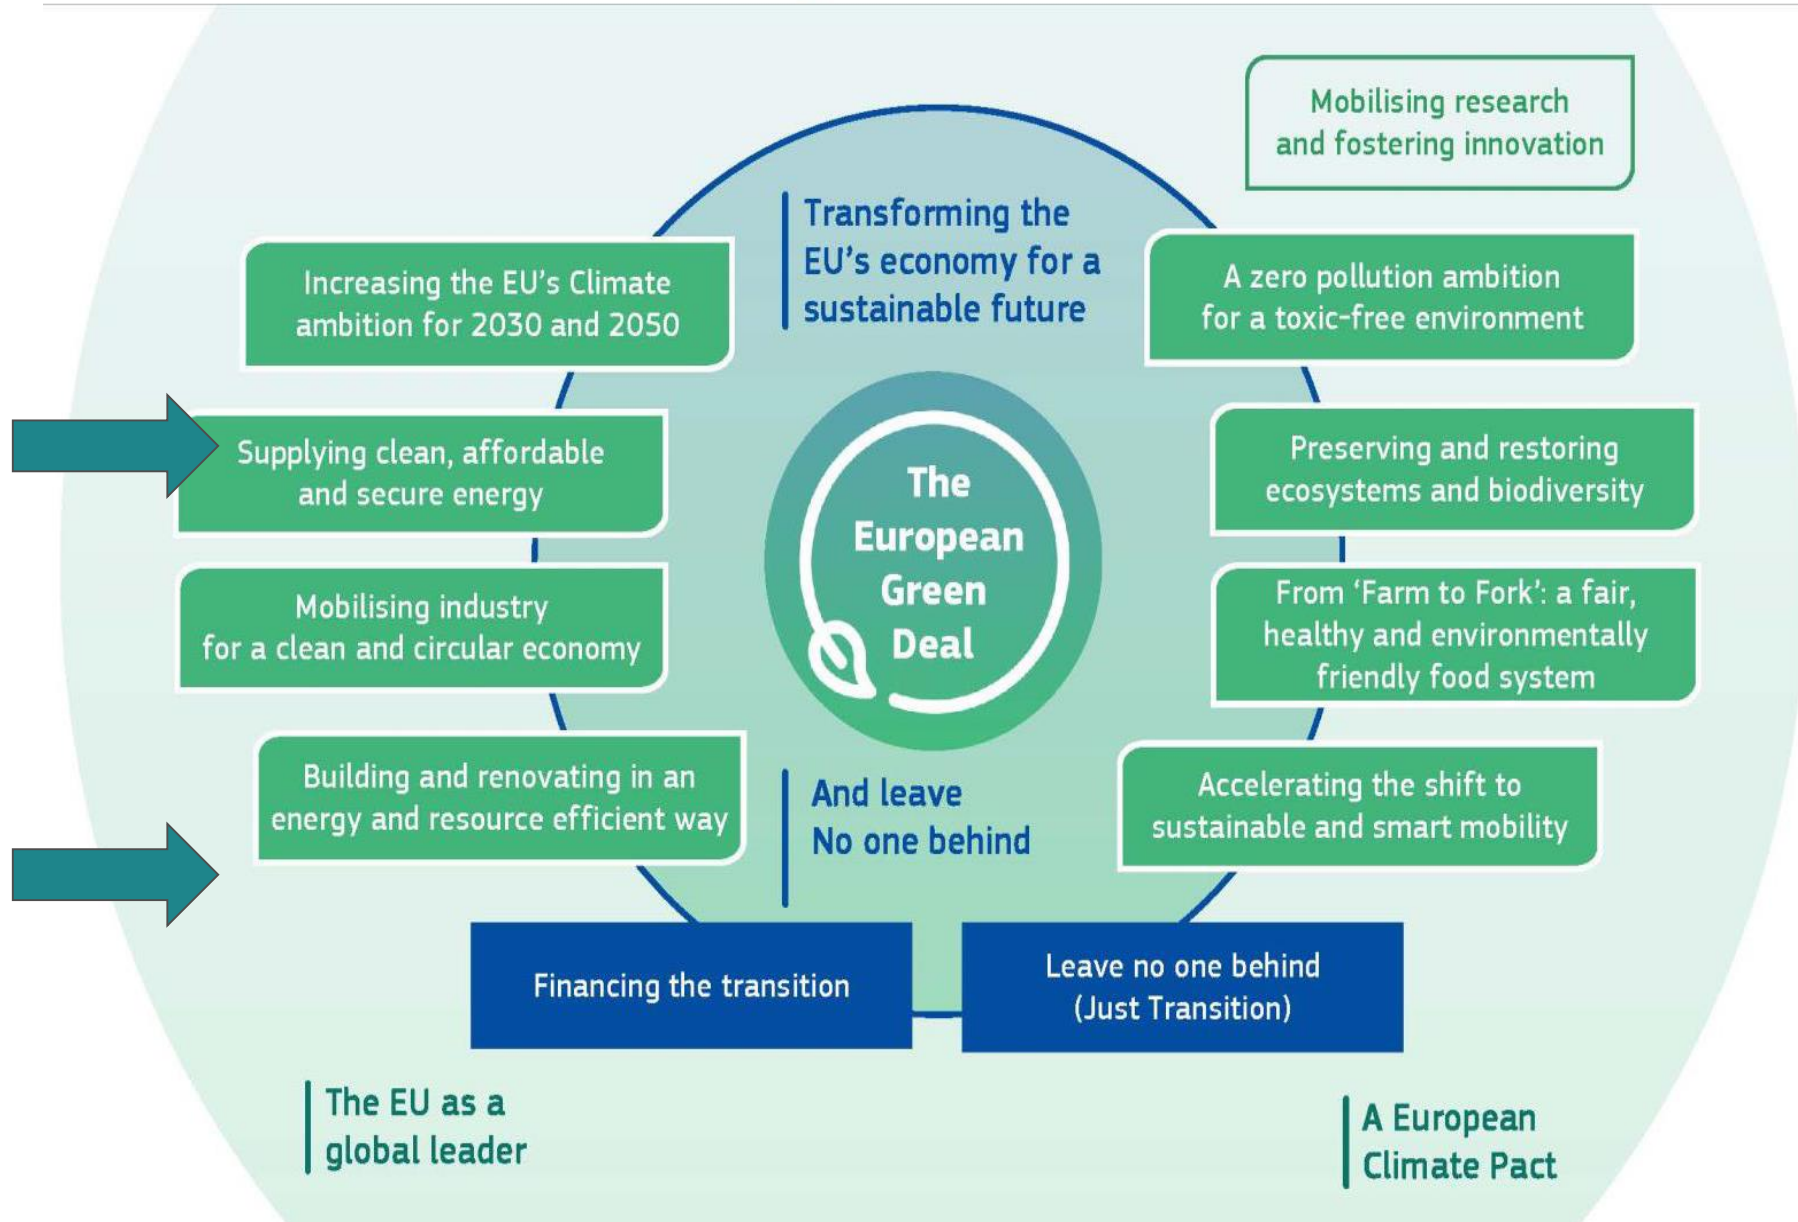 Mobilising research
and fostering innovation
Transforming the
EU's economy for a
sustainable future
Increasing the EU's Climate
ambition for 2030 and 2050
A zero pollution ambition
for a toxic-free environment
Supplying clean, affordable
and secure energy
Preserving and restoring
ecosystems and biodiversity
The
European
Green
Deal
Mobilising industry
for a clean and circular economy
From ‘Farm to Fork’: a fair,
healthy and environmentally
friendly food system
Building and renovating in an
energy and resource efficient way
And leave
No one behind
Accelerating the shift to
sustainable and smart mobility
Financing the transition
Leave no one behind
(Just Transition)
The EU as a
global leader
A European
Climate Pact